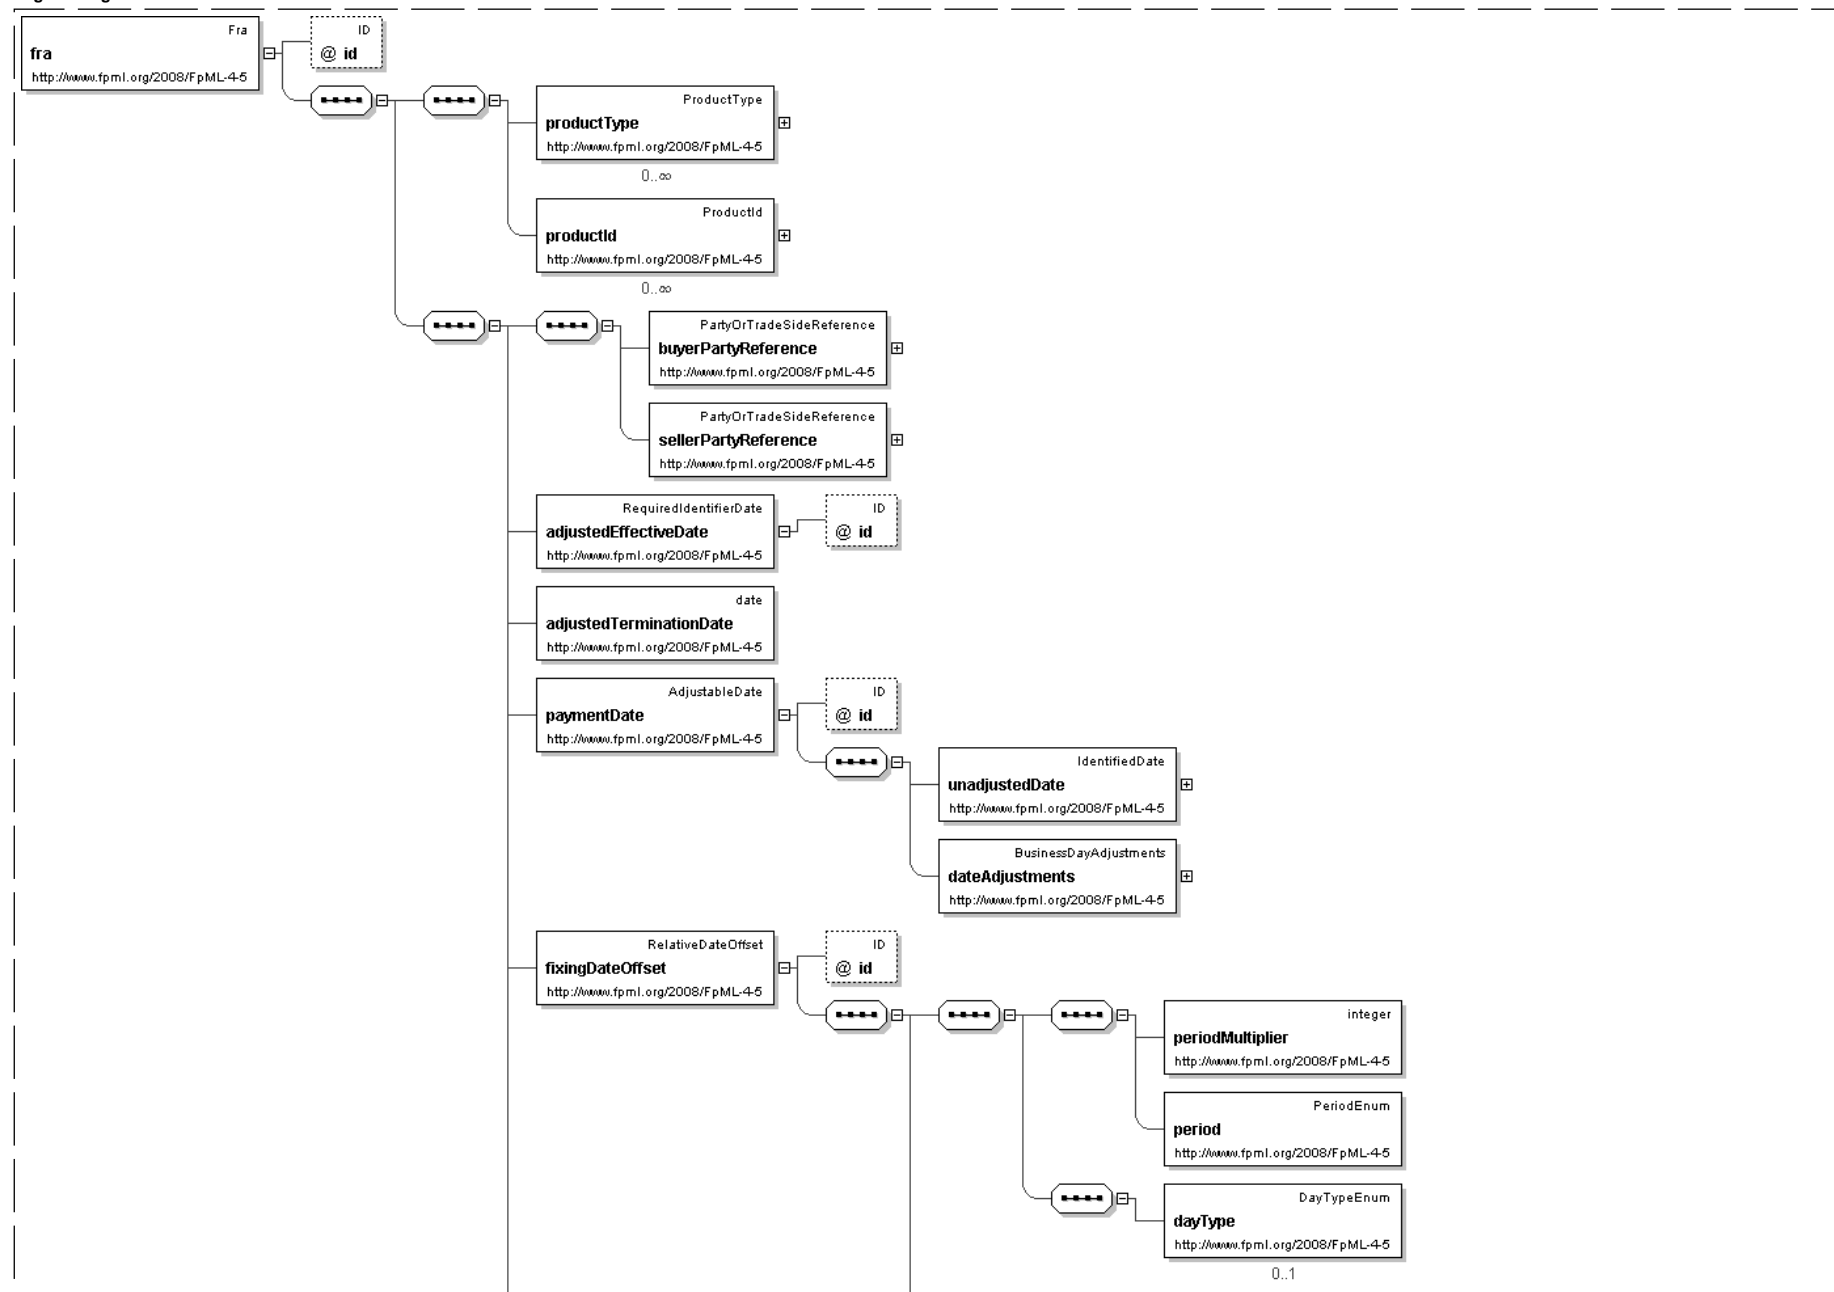 Fra
fra
http://www.fpml.org/2008/FpML-4-5
ID
@ id
ProductType
productType
http://www.fpml.org/2008/FpML-4-5
0..∞
ProductId
productId
http://www.fpml.org/2008/FpML-4-5
0..∞
PartyOrTradeSideReference
buyerPartyReference
http://www.fpml.org/2008/FpML-4-5
PartyOrTradeSideReference
sellerPartyReference
http://www.fpml.org/2008/FpML-4-5
RequiredIdentifierDate
adjustedEffectiveDate
http://www.fpml.org/2008/FpML-4-5
ID
@ id
date
adjustedTerminationDate
http://www.fpml.org/2008/FpML-4-5
AdjustableDate
paymentDate
http://www.fpml.org/2008/FpML-4-5
ID
@ id
IdentifiedDate
unadjustedDate
http://www.fpml.org/2008/FpML-4-5
BusinessDayAdjustments
dateAdjustments
http://www.fpml.org/2008/FpML-4-5
RelativeDateOffset
fixingDateOffset
http://www.fpml.org/2008/FpML-4-5
ID
@ id
integer
periodMultiplier
http://www.fpml.org/2008/FpML-4-5
PeriodEnum
period
http://www.fpml.org/2008/FpML-4-5
DayTypeEnum
dayType
http://www.fpml.org/2008/FpML-4-5
0..1